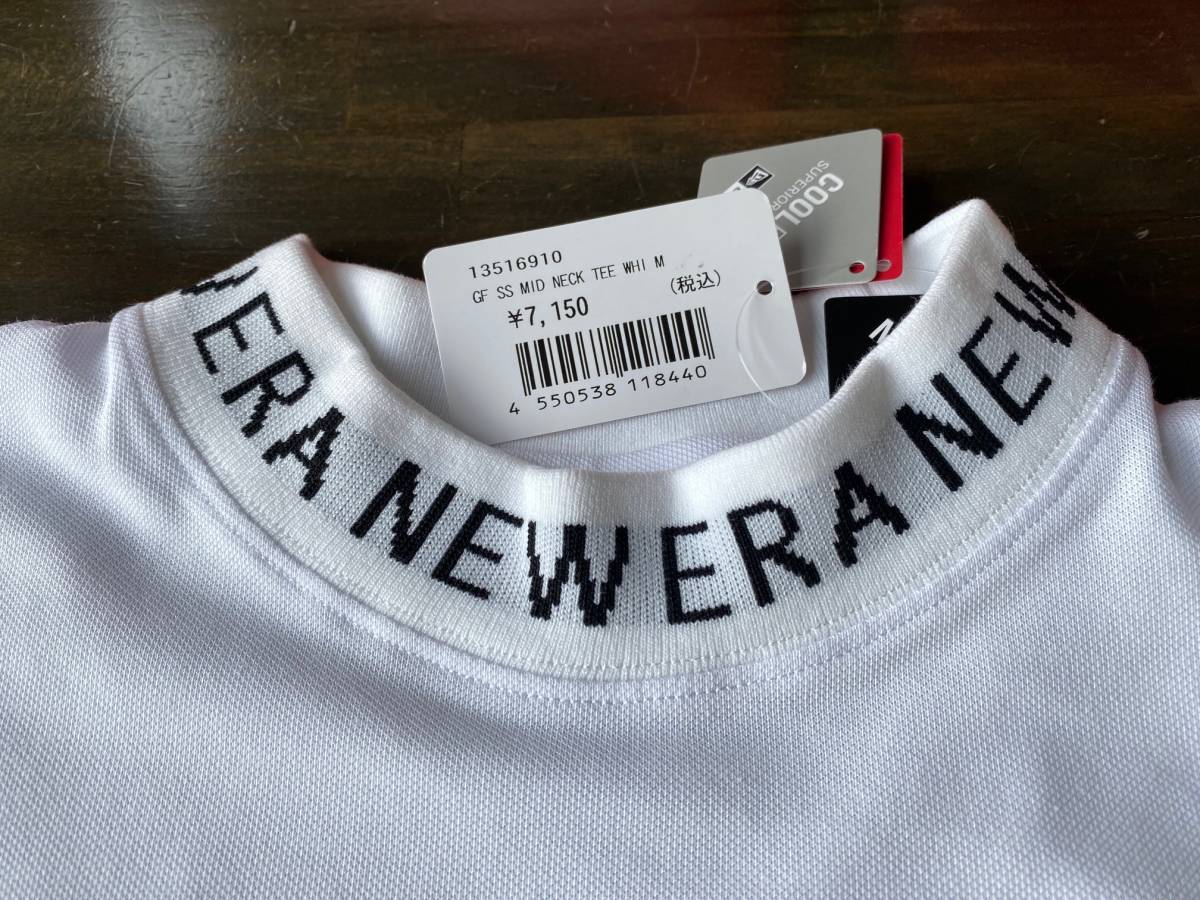 13516910
GF SS MID NECK TEE WHI M
¥7,150 (税込)
4 550538 118440
COOL
SUPERIOR
ERA NEW ERA NEW